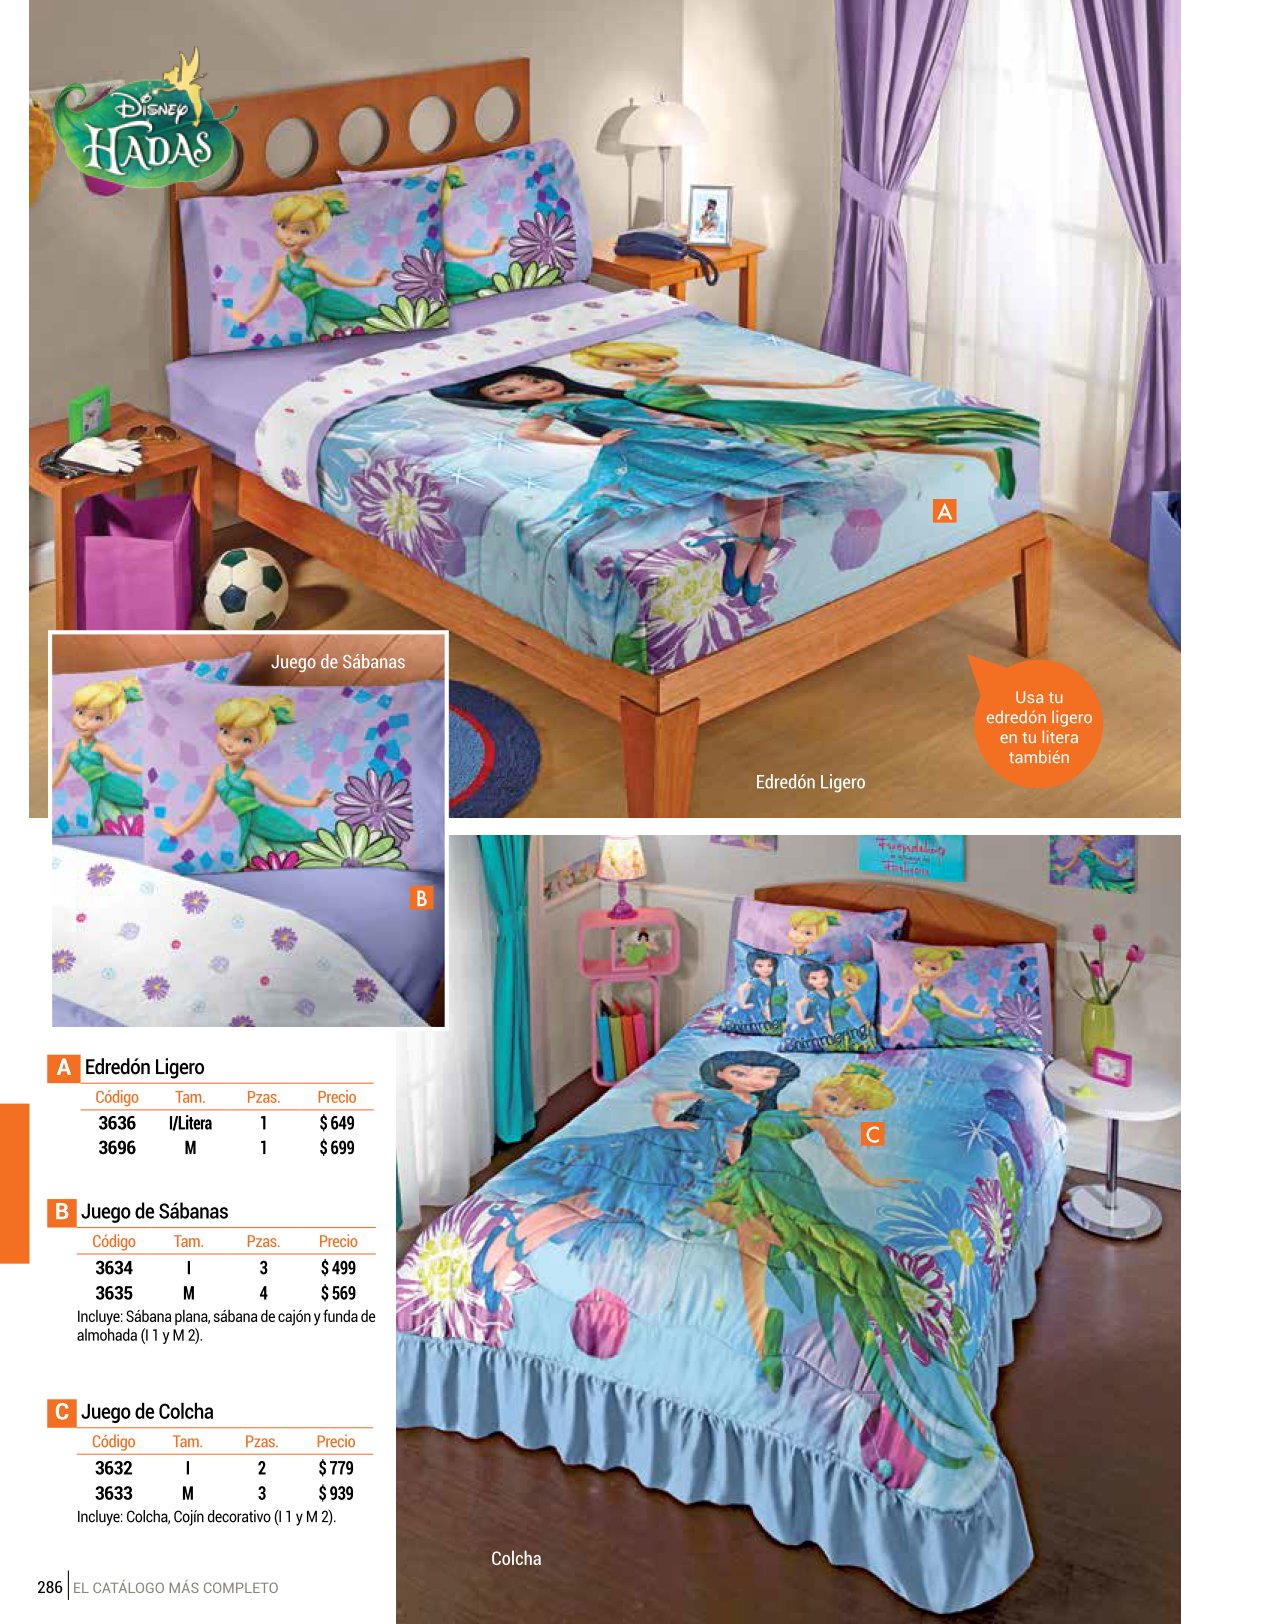 Disney
HADAS
A
Usa tu
edredón ligero
en tu litera
también
Edredón Ligero
Juego de Sábanas
B
C
Colcha
A Edredón Ligero
Código Tam. Pzas. Precio
3636 I/Litera 1 $ 649
3696 M 1 $ 699
B Juego de Sábanas
Código Tam. Pzas. Precio
3634 I 3 $ 499
3635 M 4 $ 569
Incluye: Sábana plana, sábana de cajón y funda de
almohada (I 1 y M 2).
C Juego de Colcha
Código Tam. Pzas. Precio
3632 I 2 $ 779
3633 M 3 $ 939
Incluye: Colcha, Cojín decorativo (I 1 y M 2).
286 EL CATÁLOGO MÁS COMPLETO